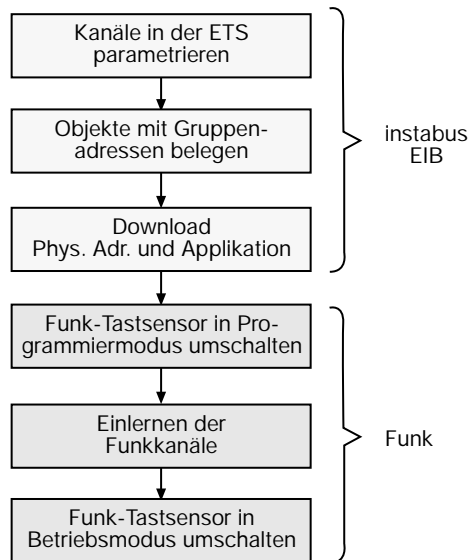 Kanäle in der ETS
parametrieren
Objekte mit Gruppen-
adressen belegen
instabus
EIB
Download
Phys. Adr. und Applikation
Funk-Tastsensor in Pro-
grammiermodus umschalten
Einlernen der
Funkkanäle
Funk
Funk-Tastsensor in
Betriebsmodus umschalten